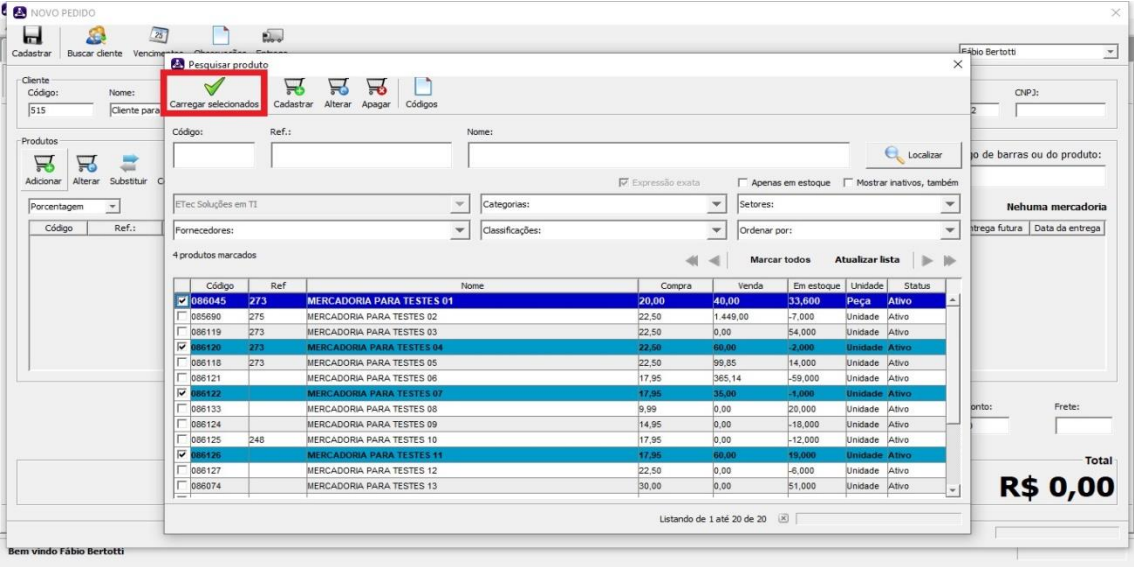 NOVO PEDIDO
Cadastrar Buscar cliente Vencimentos Observações Entrega
Fábio Bertotti
Pesquisar produto
Carregar selecionados Cadastrar Alterar Apagar Códigos
Cliente
Código: Nome: CNPJ:
515 Cliente para 2
Código: Ref.: Nome:
Localizar
Produtos
Adicionar Alterar Substituir C
go de barras ou do produto:
Expressão exata Apenas em estoque Mostrar inativos, também
Porcentagem
ETec Soluções em TI Categorias: Setores:
Nehuma mercadoria
Código Ref.: ntrega futura Data da entrega
Fornecedores: Classificações: Ordenar por:
4 produtos marcados Marcar todos Atualizar lista
Código Ref Nome Compra Venda Em estoque Unidade Status
086045 273 MERCADORIA PARA TESTES 01 20,00 40,00 33,600 Peça Ativo
085690 275 MERCADORIA PARA TESTES 02 22,50 1.449,00 -7,000 Unidade Ativo
086119 273 MERCADORIA PARA TESTES 03 22,50 0,00 54,000 Unidade Ativo
086120 273 MERCADORIA PARA TESTES 04 22,50 60,00 -2,000 Unidade Ativo
086118 273 MERCADORIA PARA TESTES 05 22,50 99,85 14,000 Unidade Ativo
086121 MERCADORIA PARA TESTES 06 17,95 365,14 -59,000 Unidade Ativo
086122 MERCADORIA PARA TESTES 07 17,95 35,00 -1,000 Unidade Ativo
086133 MERCADORIA PARA TESTES 08 9,99 0,00 20,000 Unidade Ativo
086124 MERCADORIA PARA TESTES 09 14,95 0,00 -18,000 Unidade Ativo
086125 248 MERCADORIA PARA TESTES 10 17,95 0,00 -12,000 Unidade Ativo
086126 MERCADORIA PARA TESTES 11 17,95 60,00 19,000 Unidade Ativo
086127 MERCADORIA PARA TESTES 12 22,50 0,00 -6,000 Unidade Ativo
086074 MERCADORIA PARA TESTES 13 30,00 0,00 51,000 Unidade Ativo
onto: Frete:
Total
R$ 0,00
Listando de 1 até 20 de 20
Bem vindo Fábio Bertotti